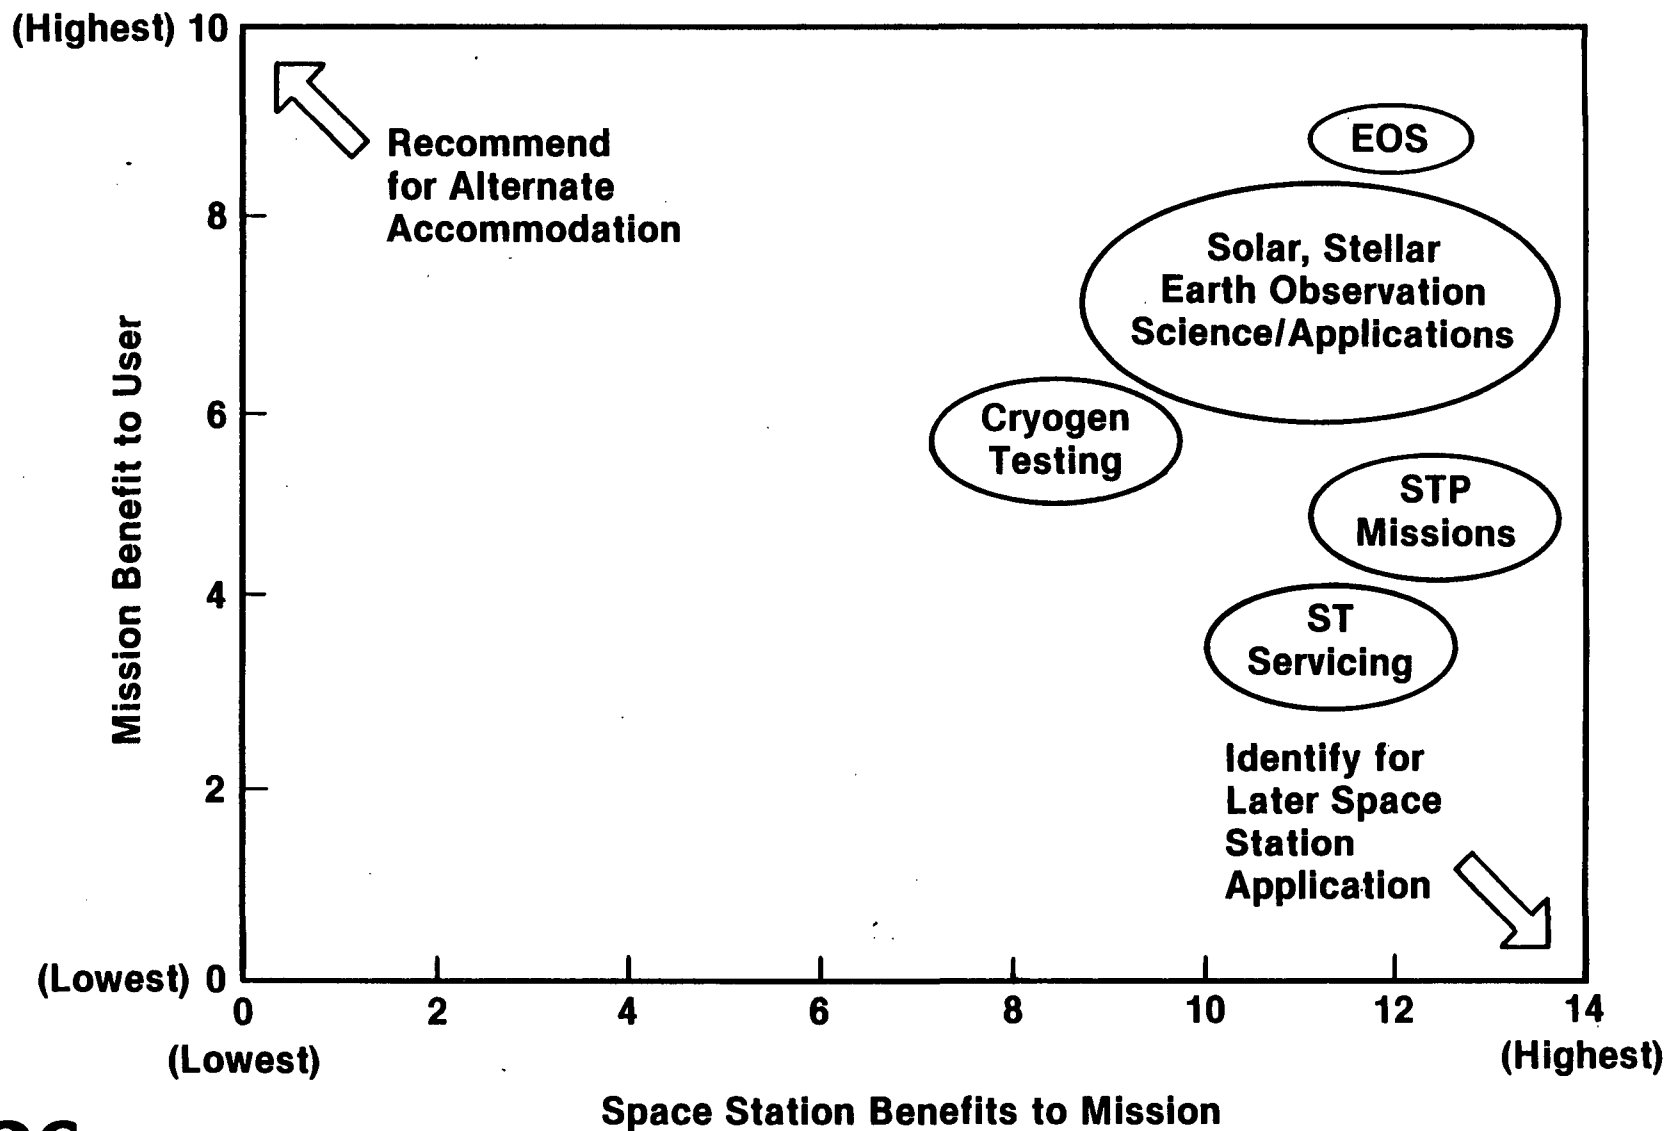 (Highest) 10
8
6
4
2
(Lowest) 0
Mission Benefit to User
Recommend
for Alternate
Accommodation
EOS
Solar, Stellar
Earth Observation
Science/Applications
Cryogen
Testing
STP
Missions
ST
Servicing
Identify for
Later Space
Station
Application
0 2 4 6 8 10 12 14
(Lowest) (Highest)
Space Station Benefits to Mission